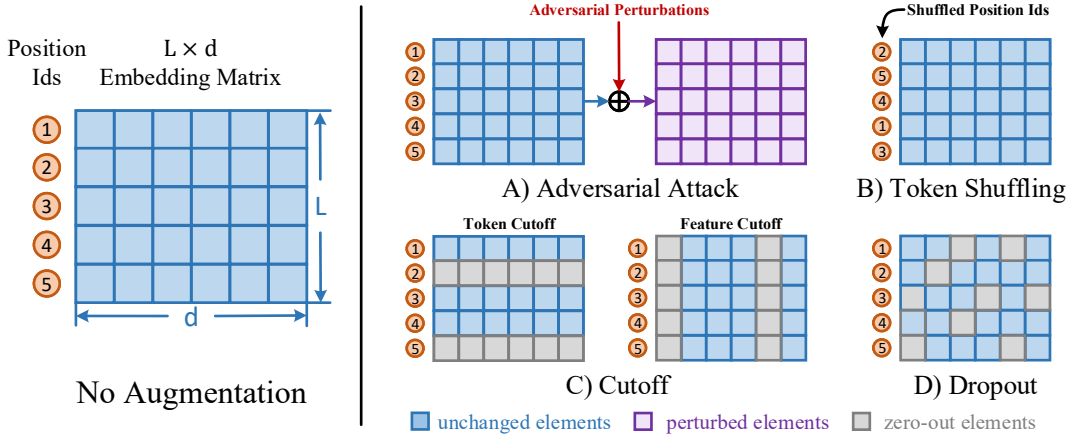 Position
Ids
L × d
Embedding Matrix
1
2
3
4
5
L
d
No Augmentation
Adversarial Perturbations
1
2
3
4
5
A) Adversarial Attack
Shuffled Position Ids
2
5
4
1
3
B) Token Shuffling
Token Cutoff
1
2
3
4
5
Feature Cutoff
1
2
3
4
5
C) Cutoff
1
2
3
4
5
D) Dropout
unchanged elements
perturbed elements
zero-out elements